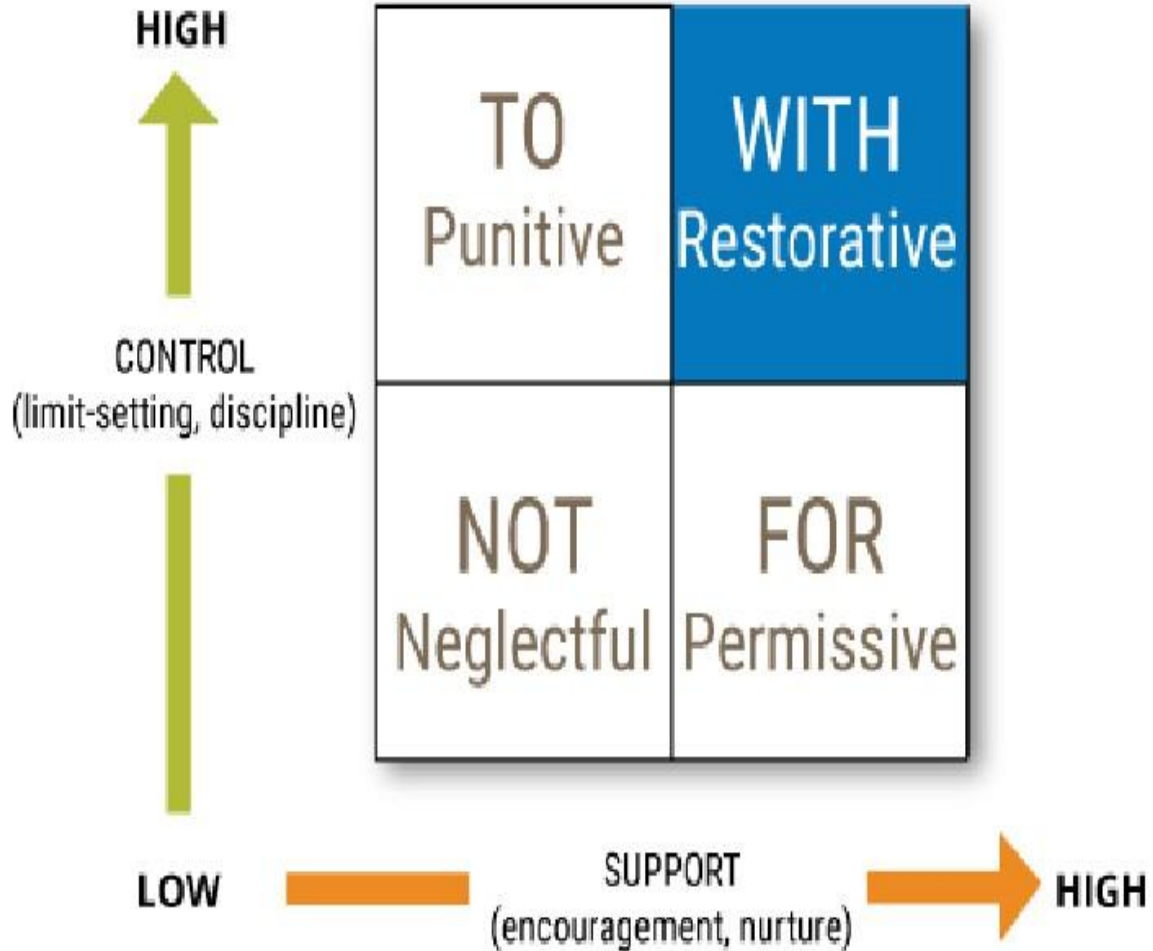 HIGH
TO
Punitive
WITH
Restorative
CONTROL
(limit-setting, discipline)
NOT
Neglectful
FOR
Permissive
LOW
SUPPORT
(encouragement, nurture)
HIGH